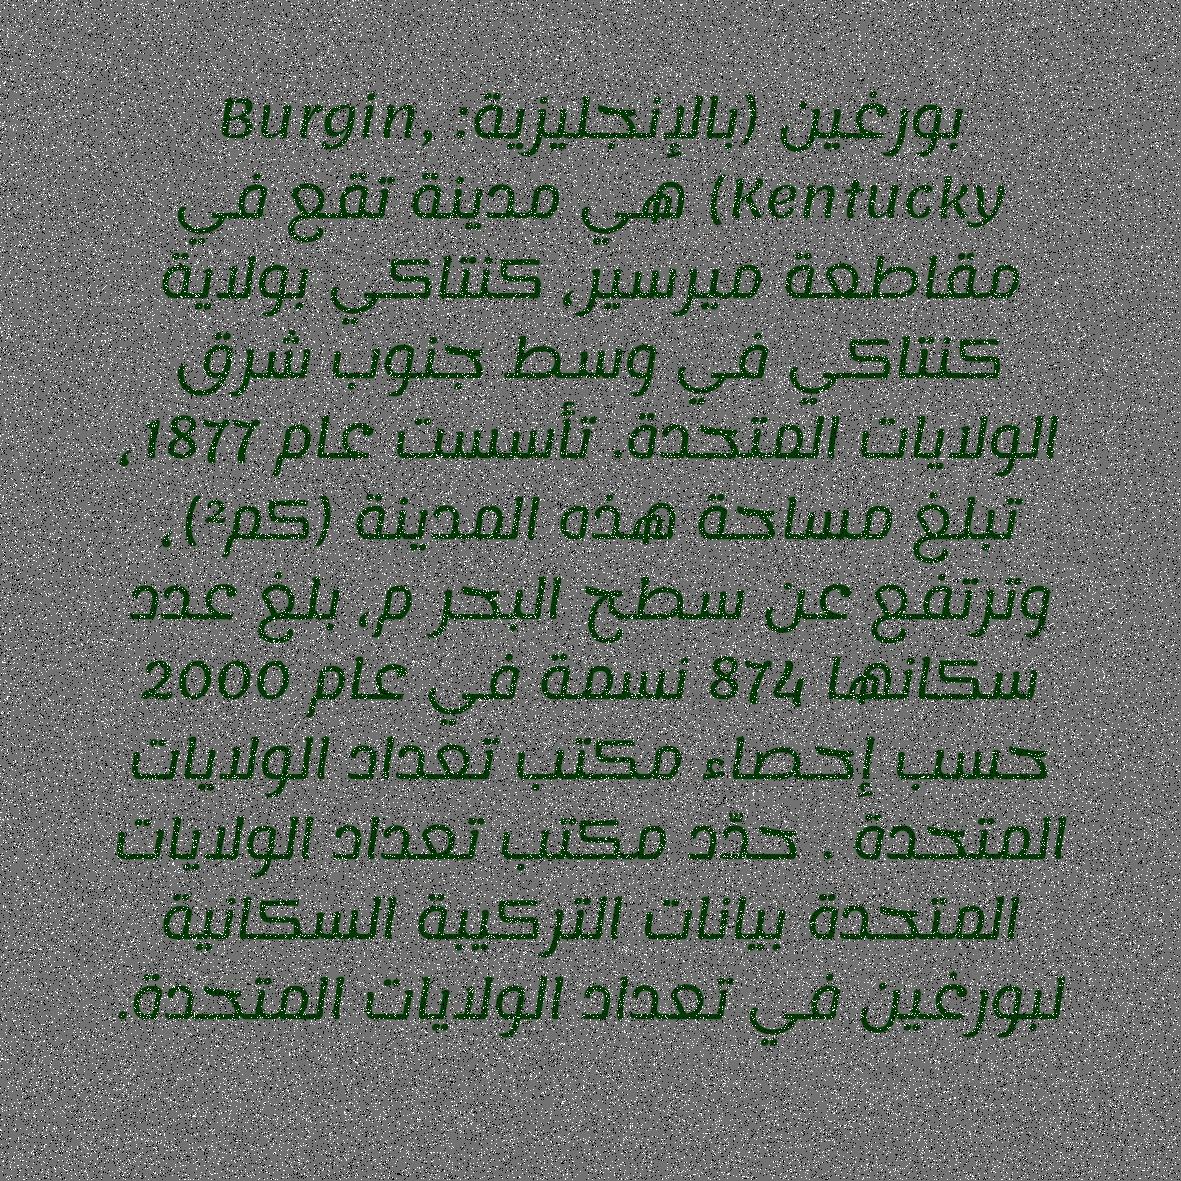 بورغين (بالإنجليزية: Burgin,
Kentucky) هي مدينة تقع في
مقاطعة ميرسير، كنتاكي بولاية
كنتاكي في وسط جنوب شرق
الولايات المتحدة. تأسست عام 1877،
تبلغ مساحة هذه المدينة (كم²)،
وترتفع عن سطح البحر م، بلغ عدد
سكانها 874 نسمة في عام 2000
حسب إحصاء مكتب تعداد الولايات
المتحدة . حدّد مكتب تعداد الولايات
المتحدة بيانات التركيبة السكانية
لبورغين في تعداد الولايات المتحدة.